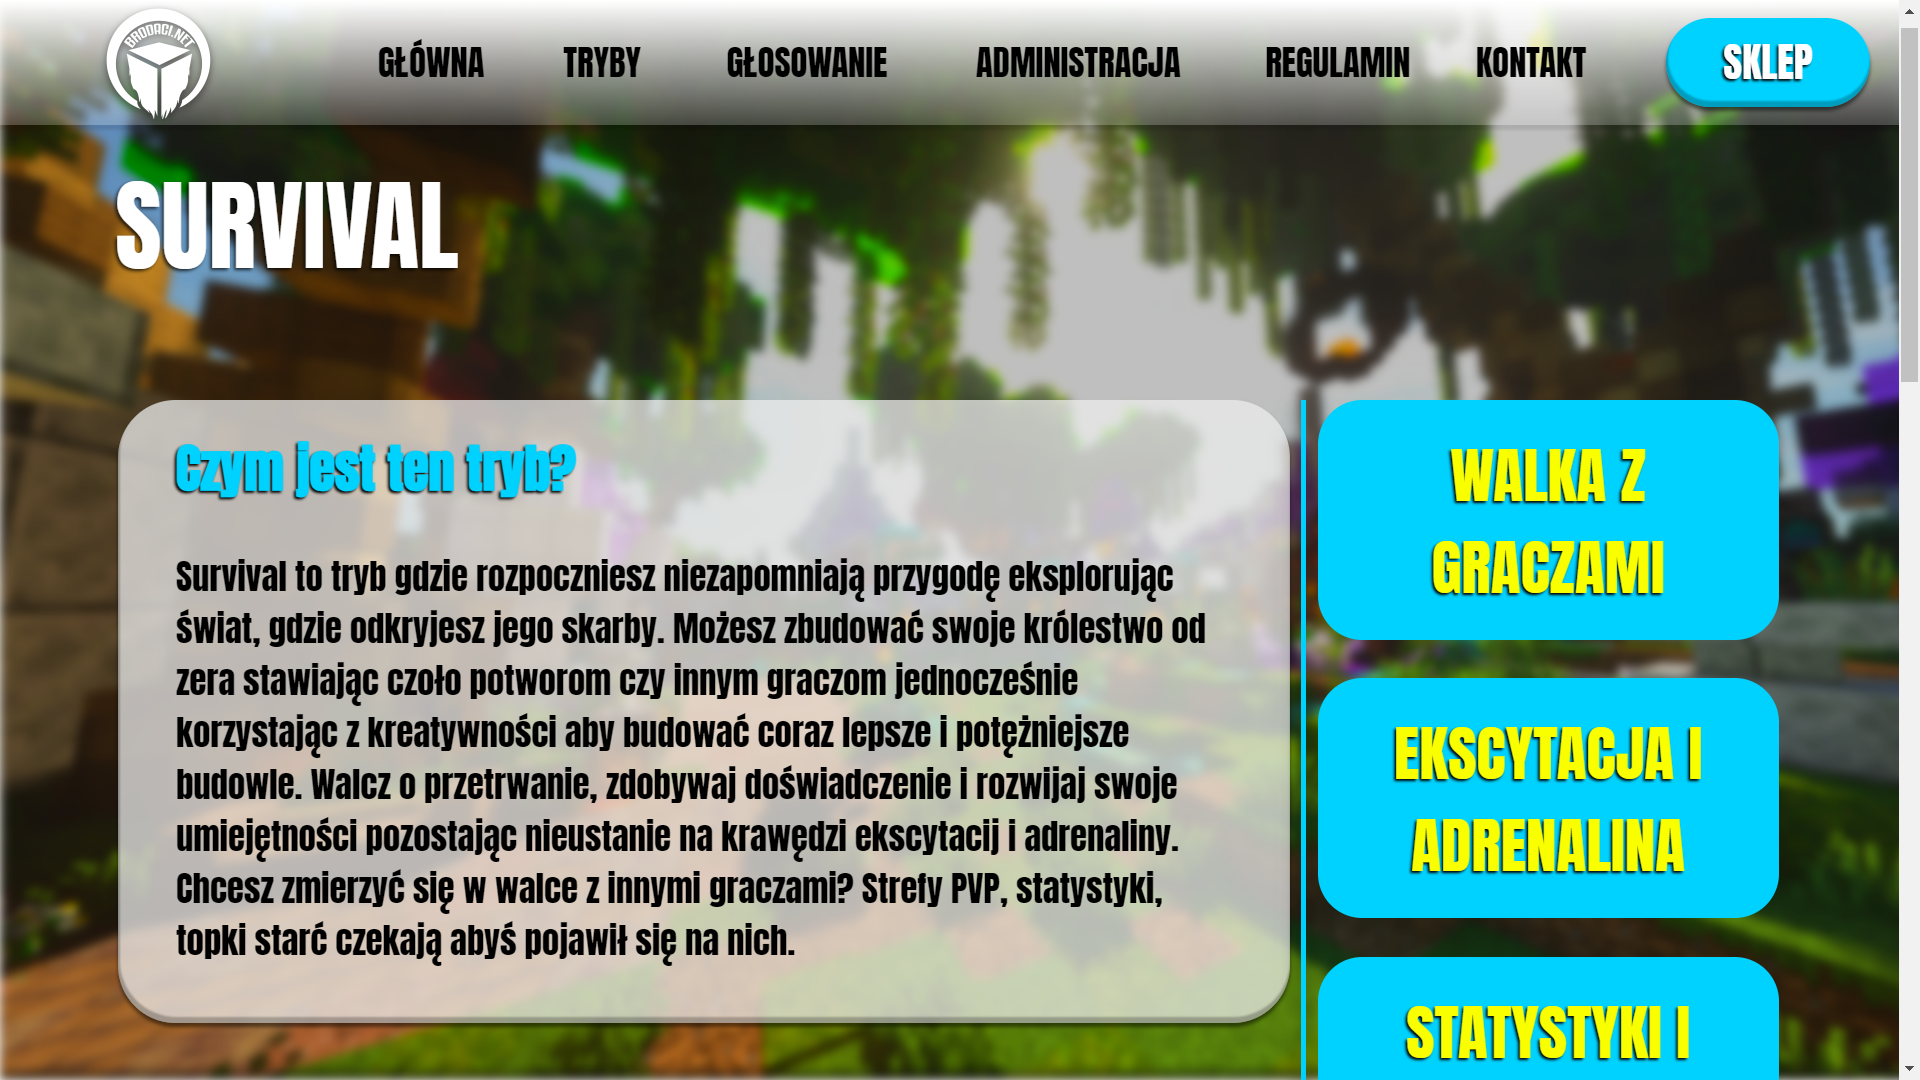 BRODACI.NET
GŁÓWNA
TRYBY
GŁOSOWANIE
ADMINISTRACJA
REGULAMIN
KONTAKT
SKLEP
SURVIVAL
Czym jest ten tryb?
Survival to tryb gdzie rozpoczniesz niezapomniają przygodę eksplorując
świat, gdzie odkryjesz jego skarby. Możesz zbudować swoje królestwo od
zera stawiając czoło potworom czy innym graczom jednocześnie
korzystając z kreatywności aby budować coraz lepsze i potężniejsze
budowle. Walcz o przetrwanie, zdobywaj doświadczenie i rozwijaj swoje
umiejętności pozostając nieustanie na krawędzi ekscytacij i adrenaliny.
Chcesz zmierzyć się w walce z innymi graczami? Strefy PVP, statystyki,
topki starć czekają abyś pojawił się na nich.
WALKA Z
GRACZAMI
EKSCYTACJA I
ADRENALINA
STATYSTYKI I